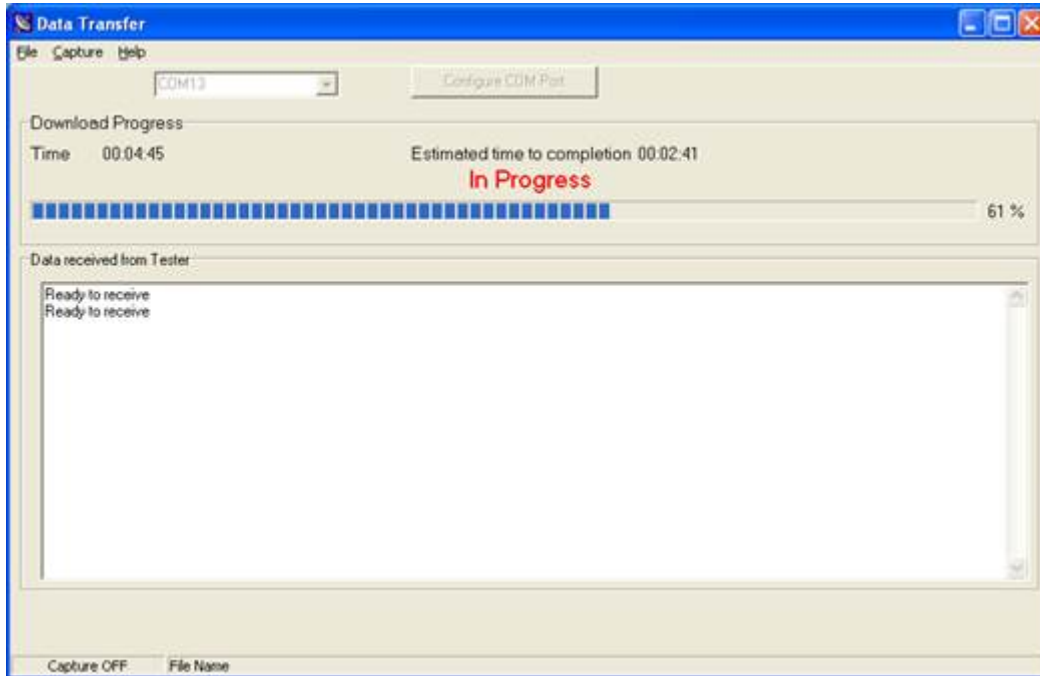 Data Transfer
File Capture Help
COM13 Configure COM Port
Download Progress
Time 00:04:45 Estimated time to completion 00:02:41
In Progress
61 %
Data received from Tester
Ready to receive
Ready to receive
Capture OFF File Name